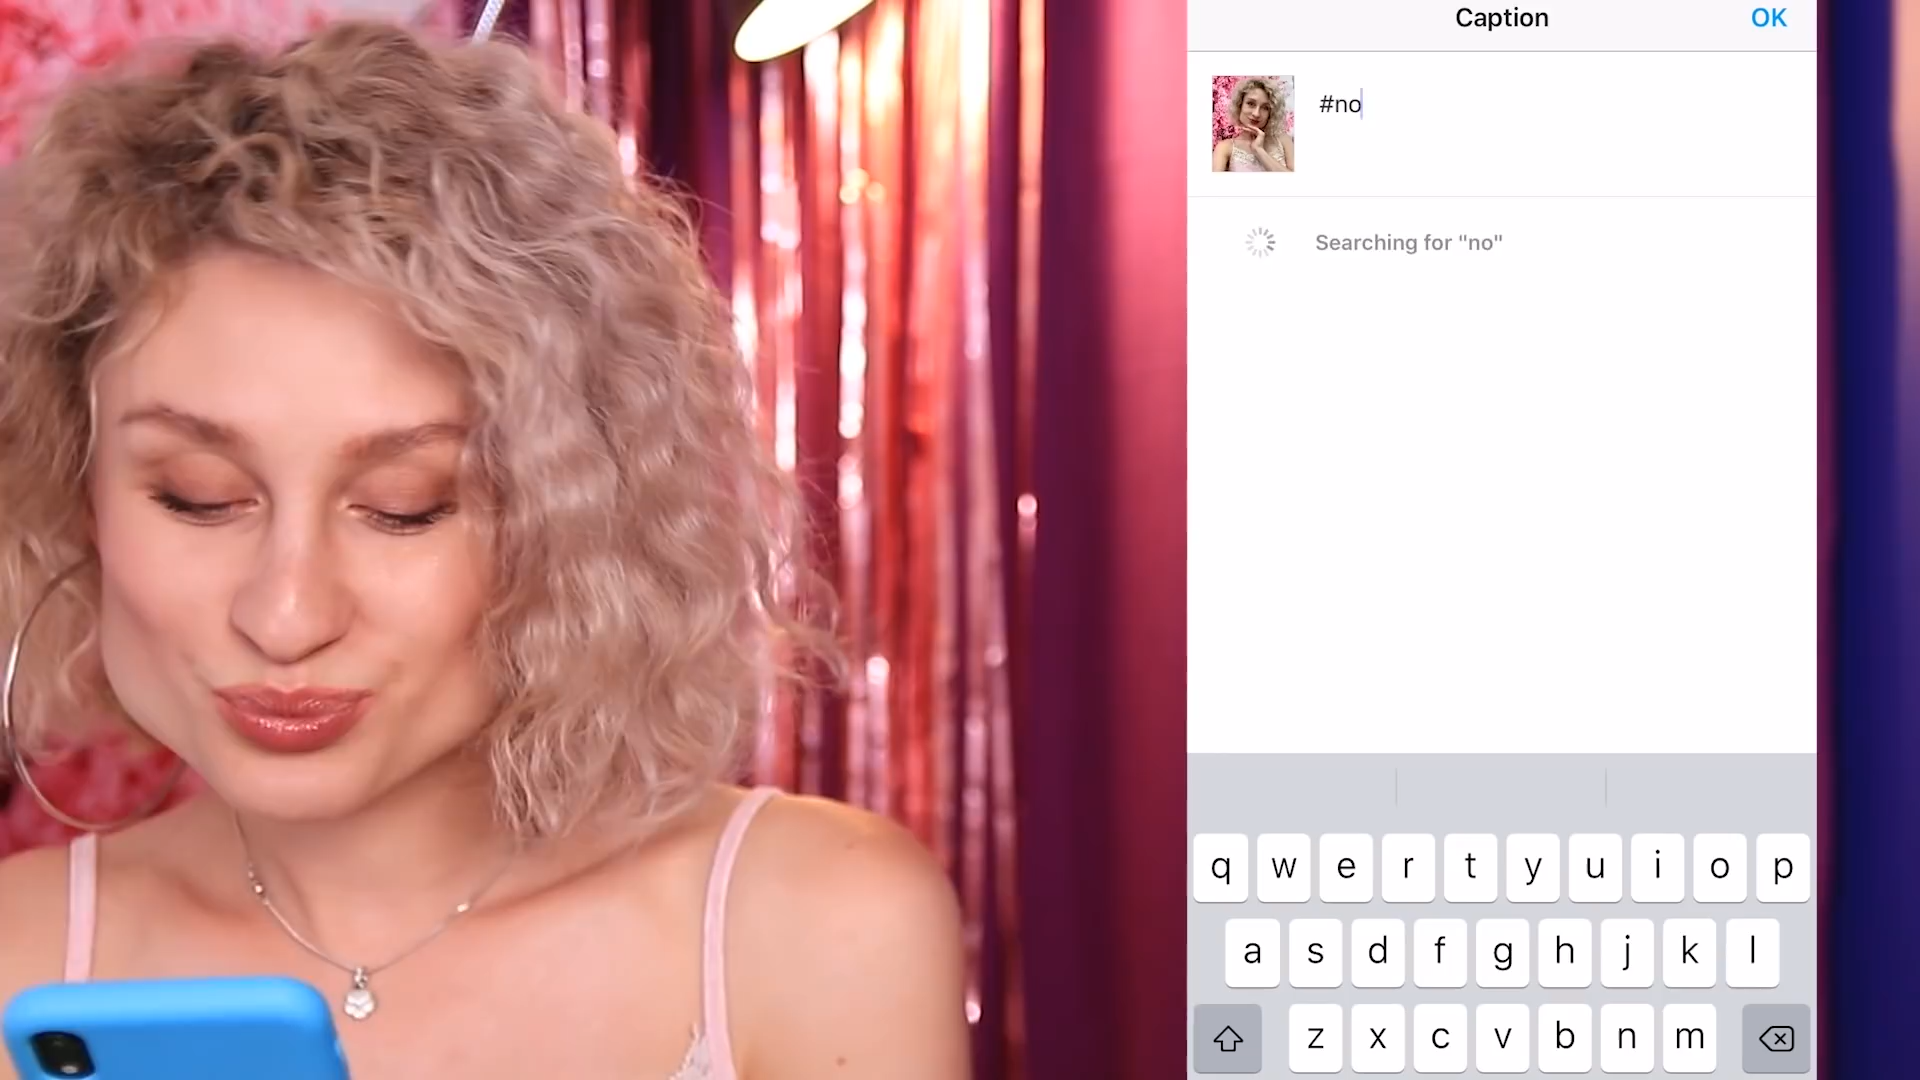 Caption OK
#no
Searching for "no"
q w e r t y u i o p
a s d f g h j k l
z x c v b n m